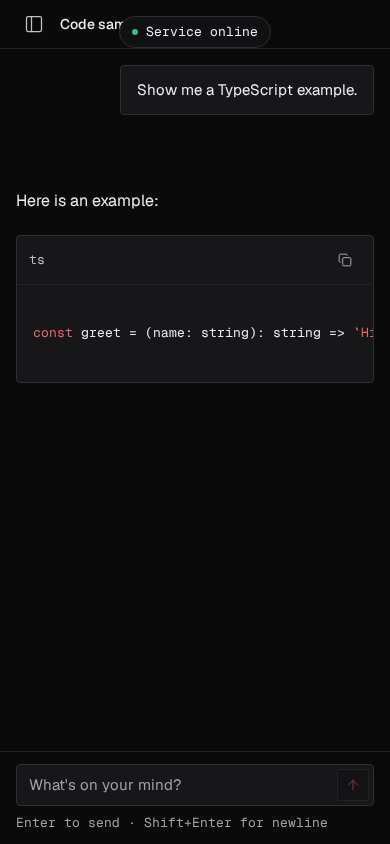 Code sam
Service online
Show me a TypeScript example.
Here is an example:
ts
const greet = (name: string): string => `Hi
What's on your mind?
Enter to send · Shift+Enter for newline